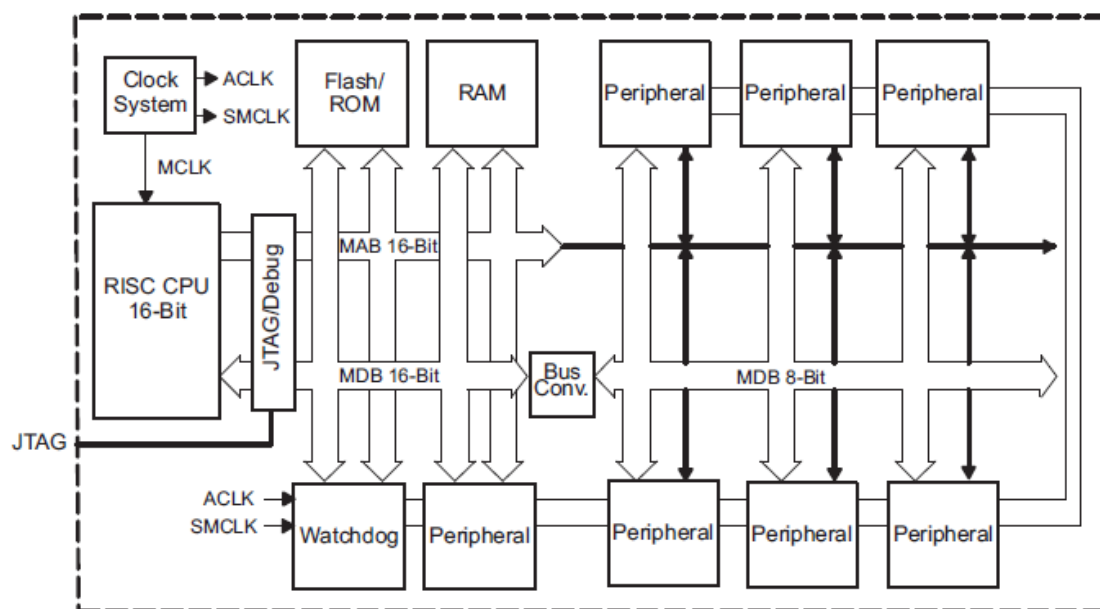 Clock
System
ACLK
SMCLK
MCLK
Flash/
ROM
RAM
Peripheral
Peripheral
Peripheral
RISC CPU
16-Bit
JTAG/Debug
MAB 16-Bit
MDB 16-Bit
Bus
Conv.
MDB 8-Bit
JTAG
ACLK
SMCLK
Watchdog
Peripheral
Peripheral
Peripheral
Peripheral